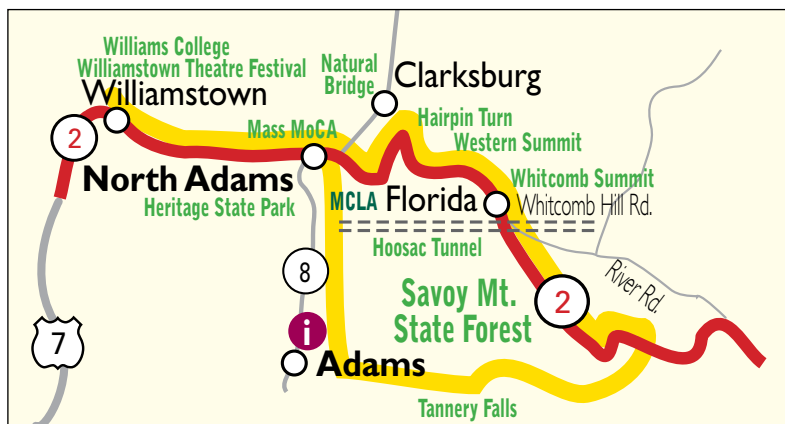 Williams College
Williamstown Theatre Festival
Williamstown
Natural
Bridge
Clarksburg
Hairpin Turn
Western Summit
2
Mass MoCA
North Adams
Heritage State Park
MCLA
Florida
Whitcomb Summit
Whitcomb Hill Rd.
Hoosac Tunnel
8
Savoy Mt.
State Forest
2
River Rd.
7
i
Adams
Tannery Falls